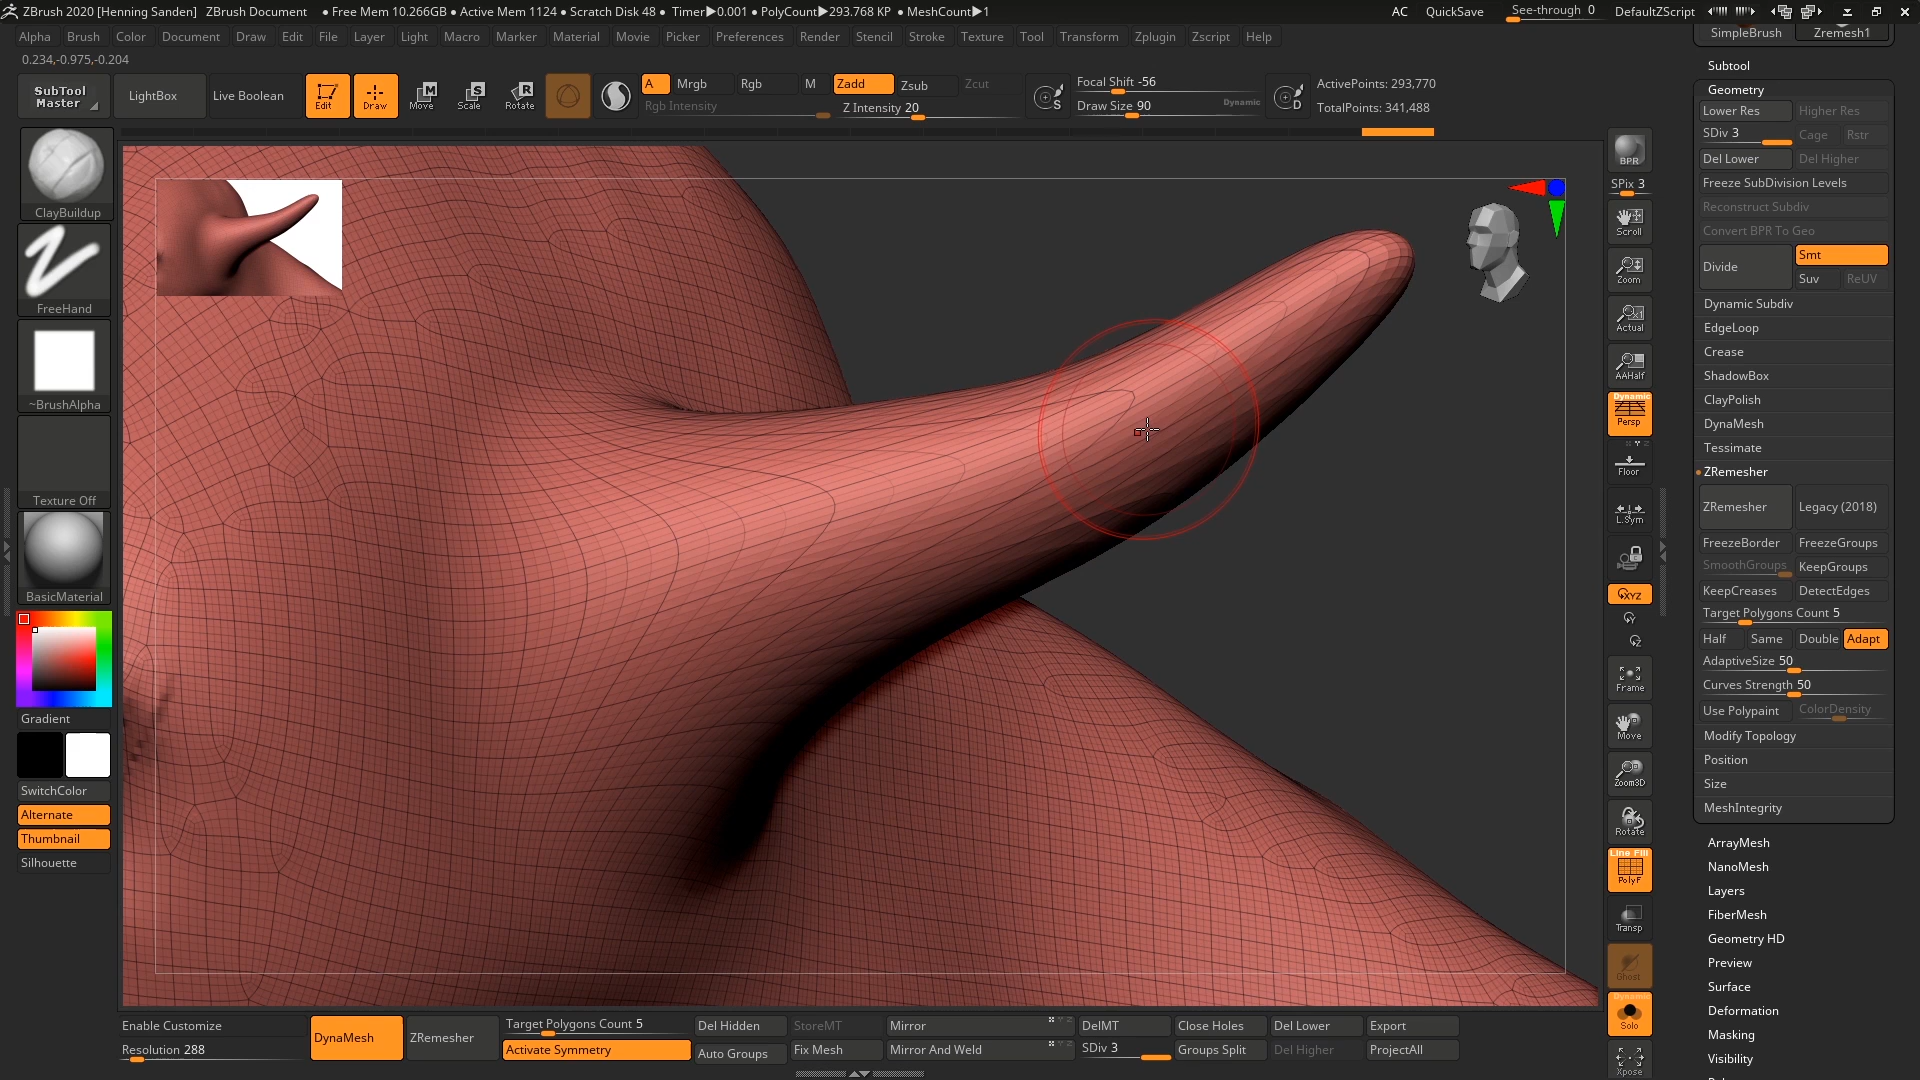 ZBrush 2020 [Henning Sanden] ZBrush Document • Free Mem 10.266GB • Active Mem 1124 • Scratch Disk 48 • Timer▶0.001 • PolyCount▶293.768 KP • MeshCount▶1 AC QuickSave See-through 0 DefaultZScript
Alpha Brush Color Document Draw Edit File Layer Light Macro Marker Material Movie Picker Preferences Render Stencil Stroke Texture Tool Transform Zplugin Zscript Help
0.234,-0.975,-0.204
SubTool Master
LightBox
Live Boolean
Edit
Draw
Move
Scale
Rotate
A Mrgb Rgb M Zadd Zsub Zcut
Rgb Intensity
Z Intensity 20
Focal Shift -56
Draw Size 90
Dynamic
ActivePoints: 293,770
TotalPoints: 341,488
ClayBuildup
FreeHand
~BrushAlpha
Texture Off
BasicMaterial
Gradient
SwitchColor
Alternate
Thumbnail
Silhouette
BPR
SPix 3
Scroll
Zoom
Actual
AAHalf
Dynamic
Persp
Floor
L.Sym
XYZ
Frame
Move
Zoom3D
Rotate
Line Fill
PolyF
Transp
Ghost
Dynamic
Solo
Xpose
SimpleBrush Zremesh1
Subtool
Geometry
Lower Res Higher Res
SDiv 3 Cage Rstr
Del Lower Del Higher
Freeze SubDivision Levels
Reconstruct Subdiv
Convert BPR To Geo
Divide Smt
Suv ReUV
Dynamic Subdiv
EdgeLoop
Crease
ShadowBox
ClayPolish
DynaMesh
Tessimate
ZRemesher
ZRemesher Legacy (2018)
FreezeBorder FreezeGroups
SmoothGroups KeepGroups
KeepCreases DetectEdges
Target Polygons Count 5
Half Same Double Adapt
AdaptiveSize 50
Curves Strength 50
Use Polypaint ColorDensity
Modify Topology
Position
Size
MeshIntegrity
ArrayMesh
NanoMesh
Layers
FiberMesh
Geometry HD
Preview
Surface
Deformation
Masking
Visibility
Enable Customize
Resolution 288
DynaMesh
ZRemesher
Target Polygons Count 5
Activate Symmetry
Del Hidden StoreMT Mirror DelMT Close Holes Del Lower Export
Auto Groups Fix Mesh Mirror And Weld SDiv 3 Groups Split Del Higher ProjectAll